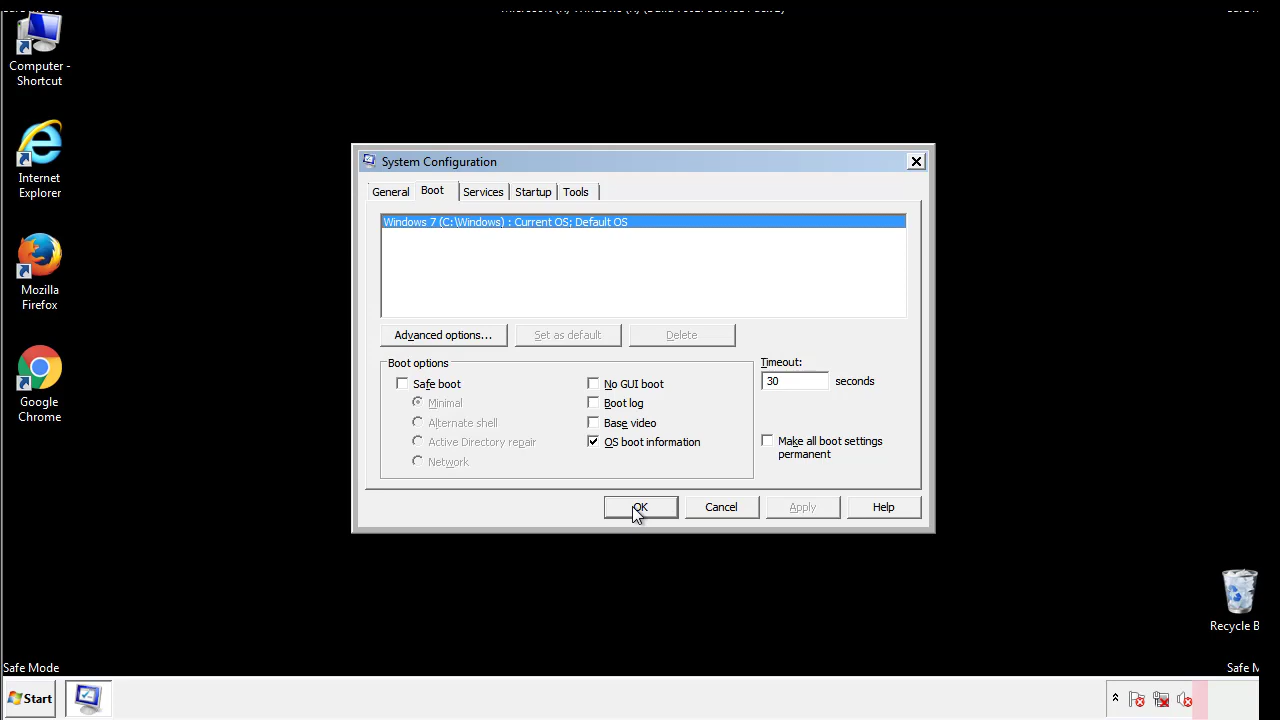 Computer -
Shortcut
Internet
Explorer
Mozilla
Firefox
Google
Chrome
System Configuration
General Boot Services Startup Tools
Windows 7 (C:\Windows) : Current OS; Default OS
Advanced options... Set as default Delete
Boot options
Safe boot
Minimal
Alternate shell
Active Directory repair
Network
No GUI boot
Boot log
Base video
OS boot information
Timeout:
30 seconds
Make all boot settings
permanent
OK Cancel Apply Help
Recycle B
Safe Mode
Safe M
Start